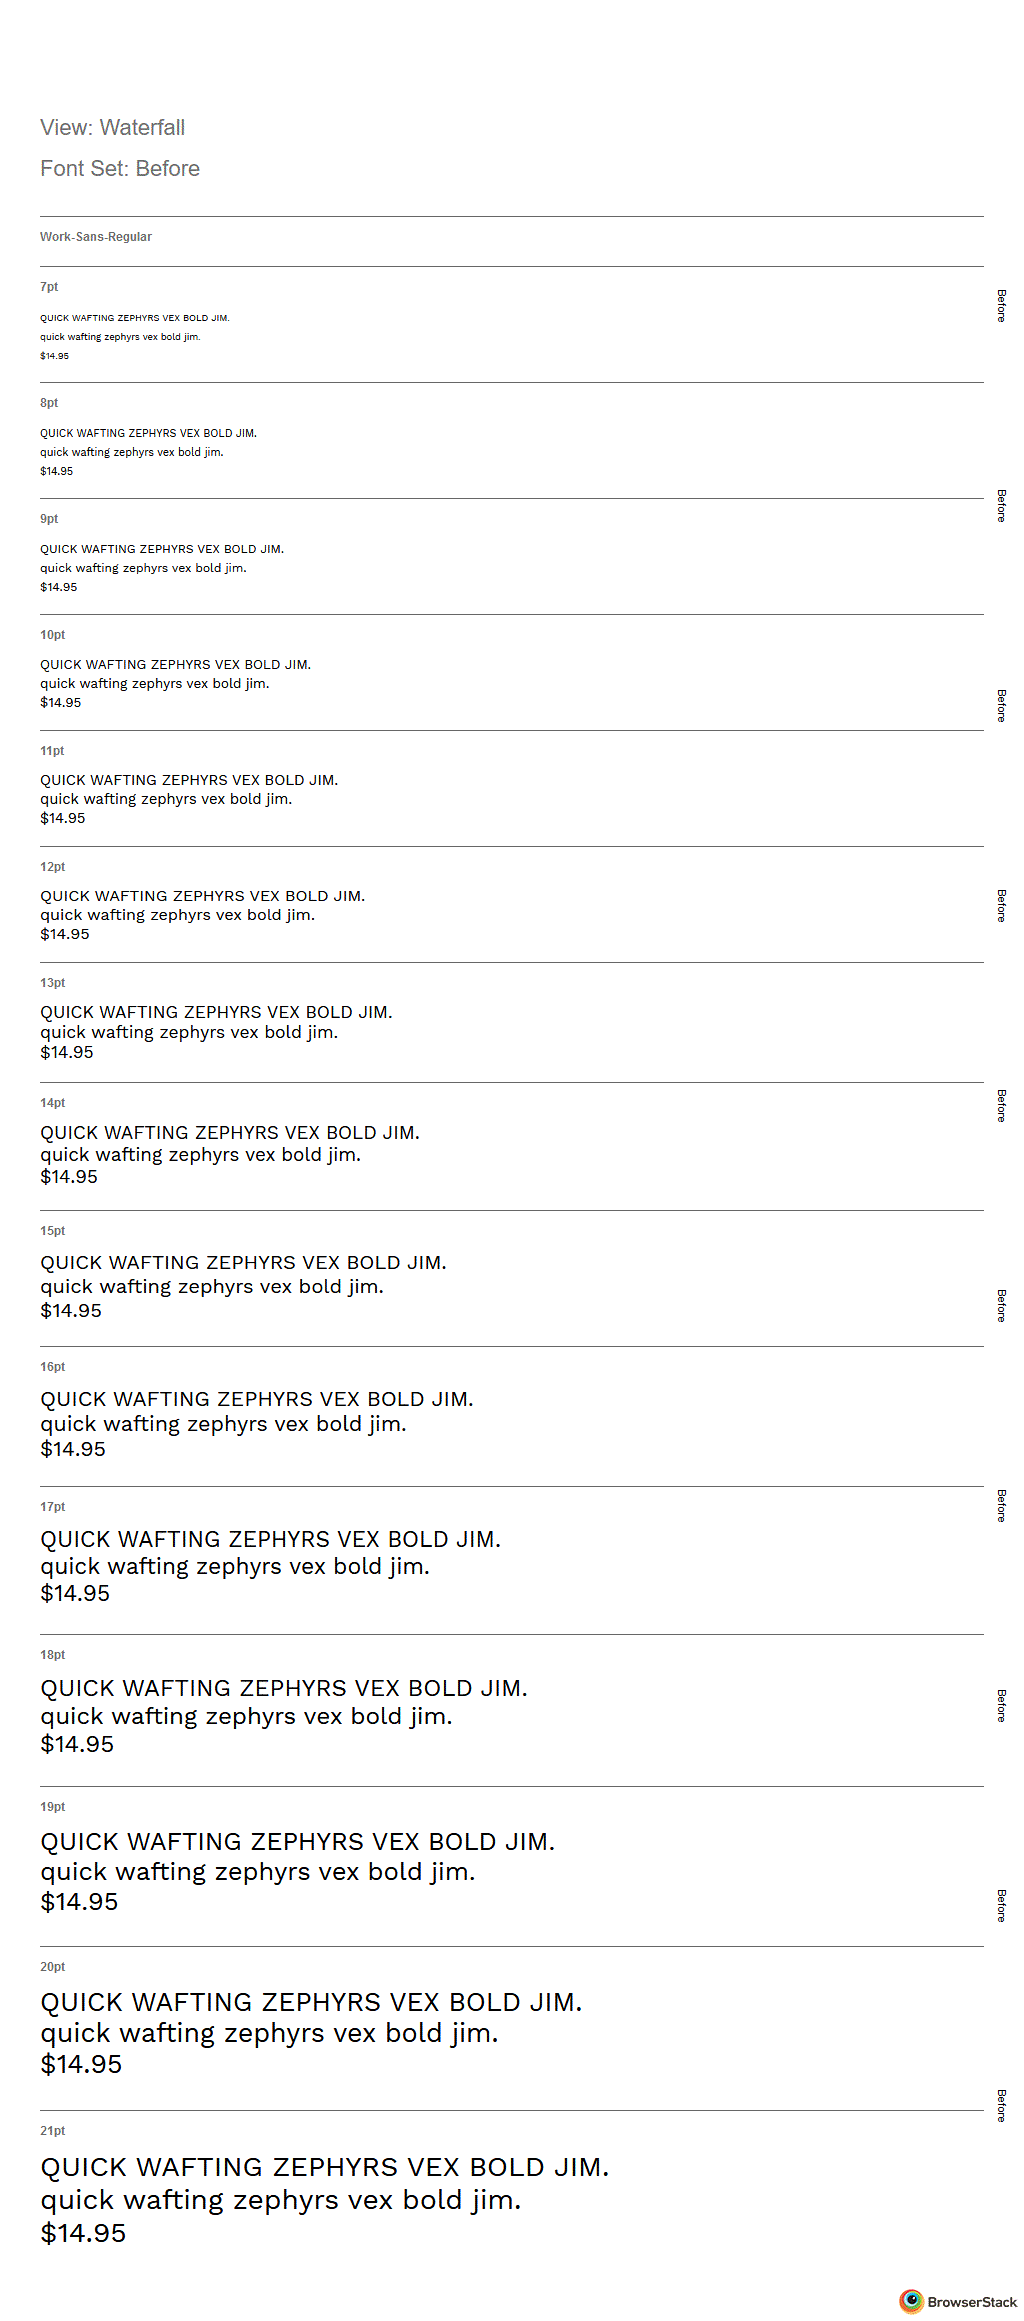 View: Waterfall
Font Set: Before
Work-Sans-Regular
7pt
QUICK WAFTING ZEPHYRS VEX BOLD JIM.
quick wafting zephyrs vex bold jim.
$14.95
Before
8pt
QUICK WAFTING ZEPHYRS VEX BOLD JIM.
quick wafting zephyrs vex bold jim.
$14.95
Before
9pt
QUICK WAFTING ZEPHYRS VEX BOLD JIM.
quick wafting zephyrs vex bold jim.
$14.95
10pt
QUICK WAFTING ZEPHYRS VEX BOLD JIM.
quick wafting zephyrs vex bold jim.
$14.95
Before
11pt
QUICK WAFTING ZEPHYRS VEX BOLD JIM.
quick wafting zephyrs vex bold jim.
$14.95
12pt
QUICK WAFTING ZEPHYRS VEX BOLD JIM.
quick wafting zephyrs vex bold jim.
$14.95
Before
13pt
QUICK WAFTING ZEPHYRS VEX BOLD JIM.
quick wafting zephyrs vex bold jim.
$14.95
14pt
QUICK WAFTING ZEPHYRS VEX BOLD JIM.
quick wafting zephyrs vex bold jim.
$14.95
Before
15pt
QUICK WAFTING ZEPHYRS VEX BOLD JIM.
quick wafting zephyrs vex bold jim.
$14.95
Before
16pt
QUICK WAFTING ZEPHYRS VEX BOLD JIM.
quick wafting zephyrs vex bold jim.
$14.95
17pt
QUICK WAFTING ZEPHYRS VEX BOLD JIM.
quick wafting zephyrs vex bold jim.
$14.95
Before
18pt
QUICK WAFTING ZEPHYRS VEX BOLD JIM.
quick wafting zephyrs vex bold jim.
$14.95
Before
19pt
QUICK WAFTING ZEPHYRS VEX BOLD JIM.
quick wafting zephyrs vex bold jim.
$14.95
Before
20pt
QUICK WAFTING ZEPHYRS VEX BOLD JIM.
quick wafting zephyrs vex bold jim.
$14.95
Before
21pt
QUICK WAFTING ZEPHYRS VEX BOLD JIM.
quick wafting zephyrs vex bold jim.
$14.95
BrowserStack